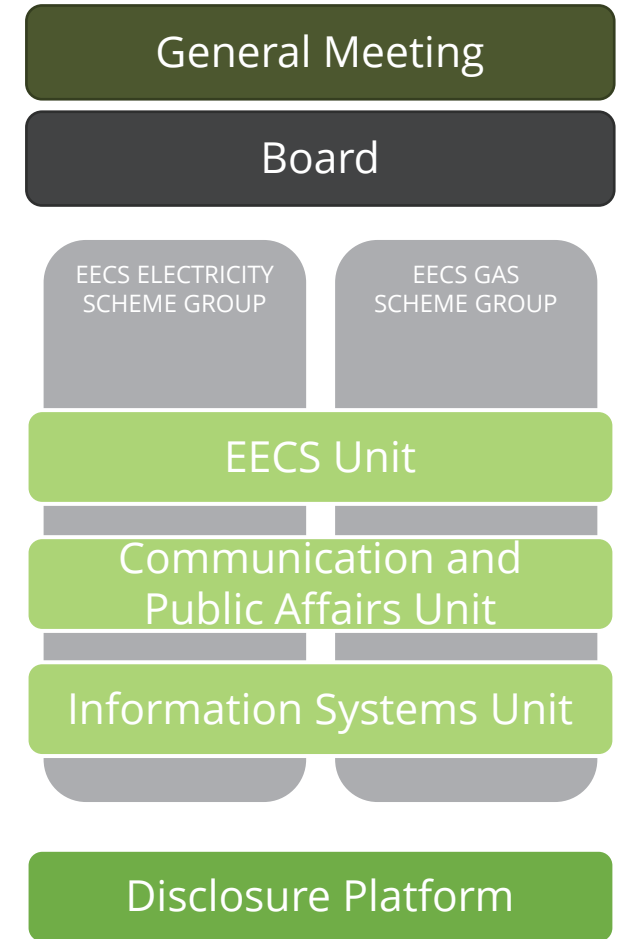 General Meeting
Board
EECS ELECTRICITY
SCHEME GROUP
EECS GAS
SCHEME GROUP
EECS Unit
Communication and
Public Affairs Unit
Information Systems Unit
Disclosure Platform